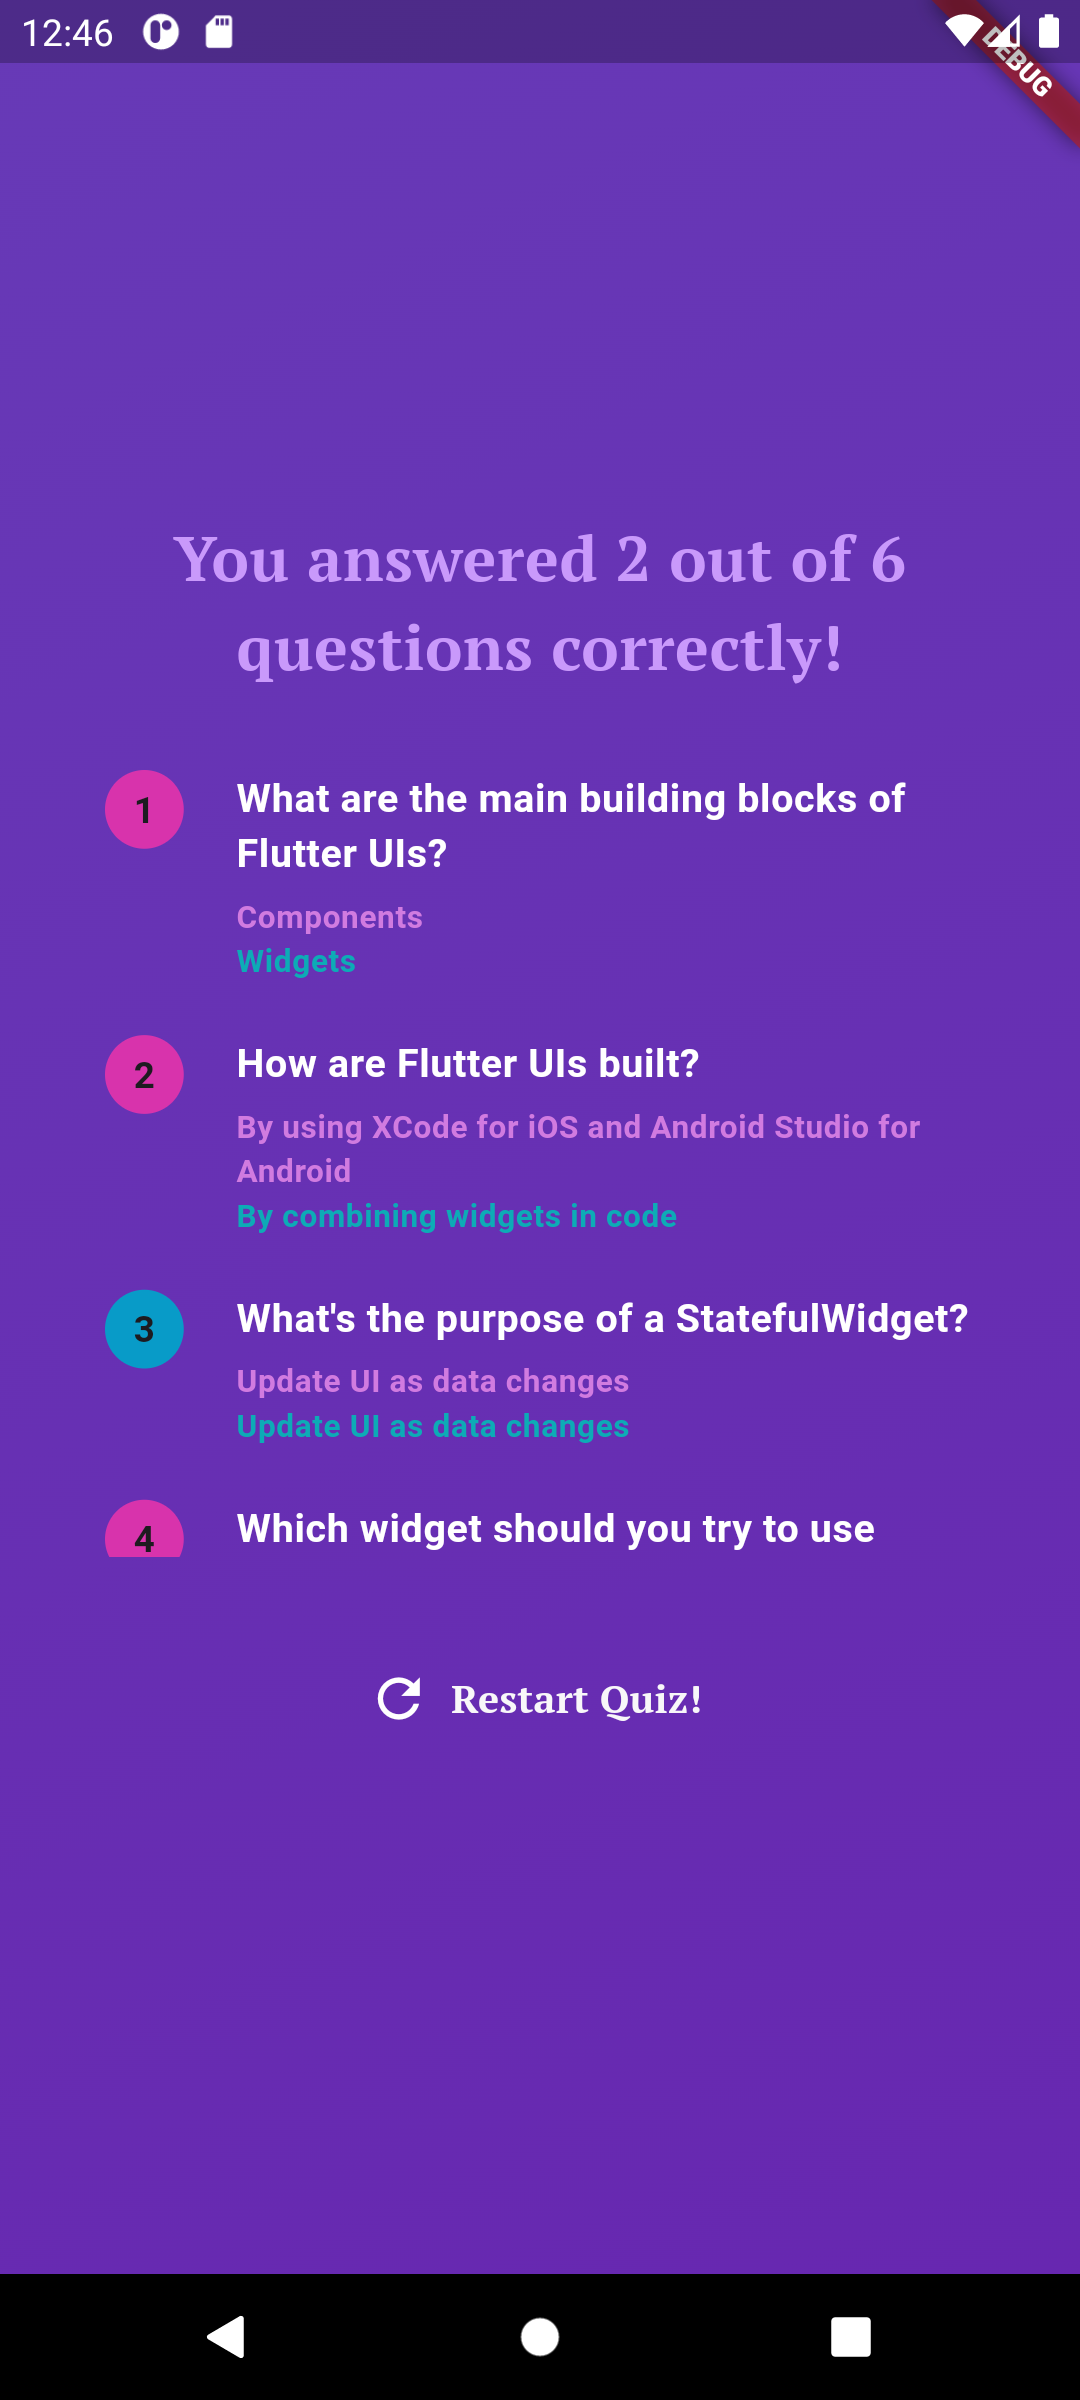 12:46
DEBUG
You answered 2 out of 6
questions correctly!
1
What are the main building blocks of
Flutter UIs?
Components
Widgets
2
How are Flutter UIs built?
By using XCode for iOS and Android Studio for
Android
By combining widgets in code
3
What's the purpose of a StatefulWidget?
Update UI as data changes
Update UI as data changes
4
Which widget should you try to use
Restart Quiz!